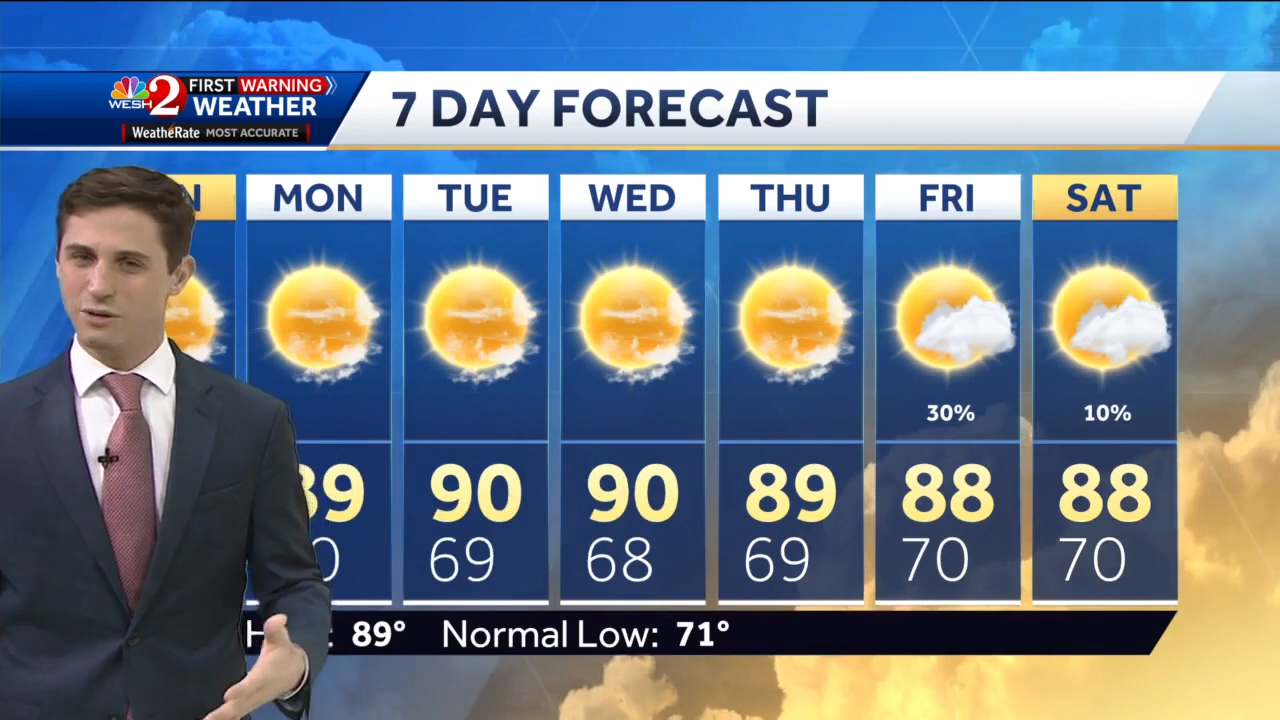 WESH 2 FIRST WARNING
WEATHER
WeatheRate MOST ACCURATE
7 DAY FORECAST
MON TUE WED THU FRI SAT
30% 10%
89 90 90 89 88 88
69 68 69 70 70
89° Normal Low: 71°